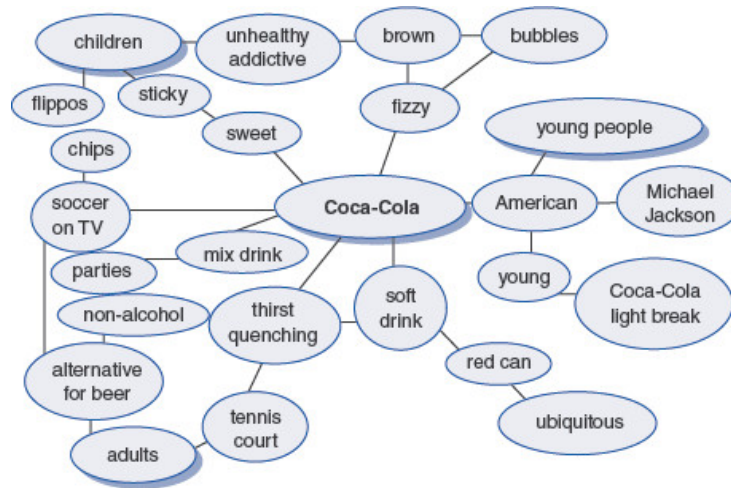 children
unhealthy
addictive
brown
bubbles
flippos
sticky
fizzy
sweet
chips
young people
soccer
on TV
Coca-Cola
American
Michael
Jackson
parties
mix drink
young
non-alcohol
thirst
quenching
soft
drink
Coca-Cola
light break
alternative
for beer
red can
tennis
court
ubiquitous
adults